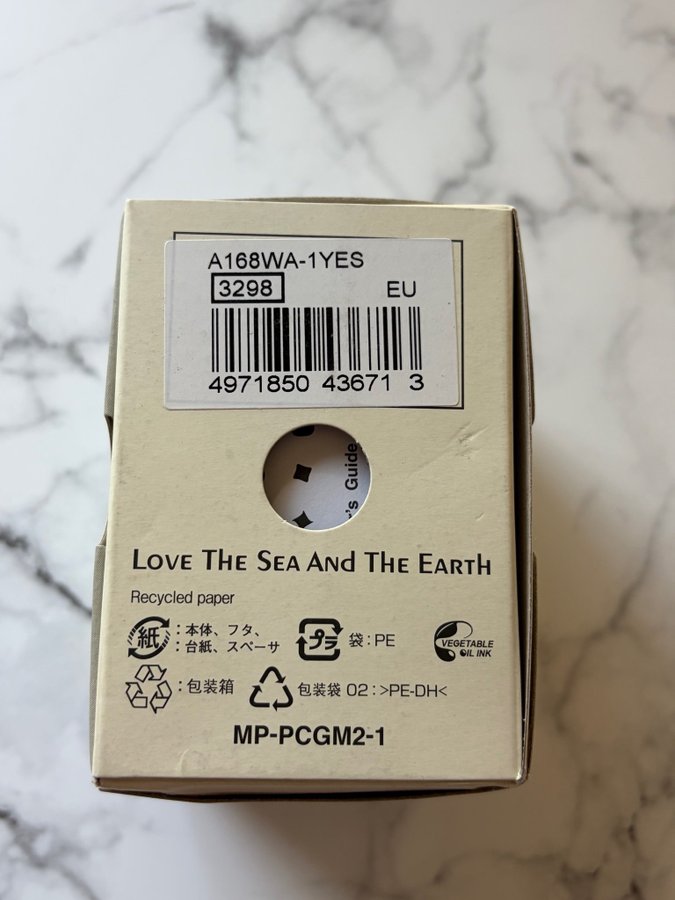 A168WA-1YES
3298 EU
4971850 43671 3
's Guide
LOVE THE SEA AND THE EARTH
Recycled paper
紙 :本体、フタ、
:台紙、スペーサ
プラ 袋:PE
VEGETABLE
OIL INK
:包装箱
包装袋 02:>PE-DH<
MP-PCGM2-1